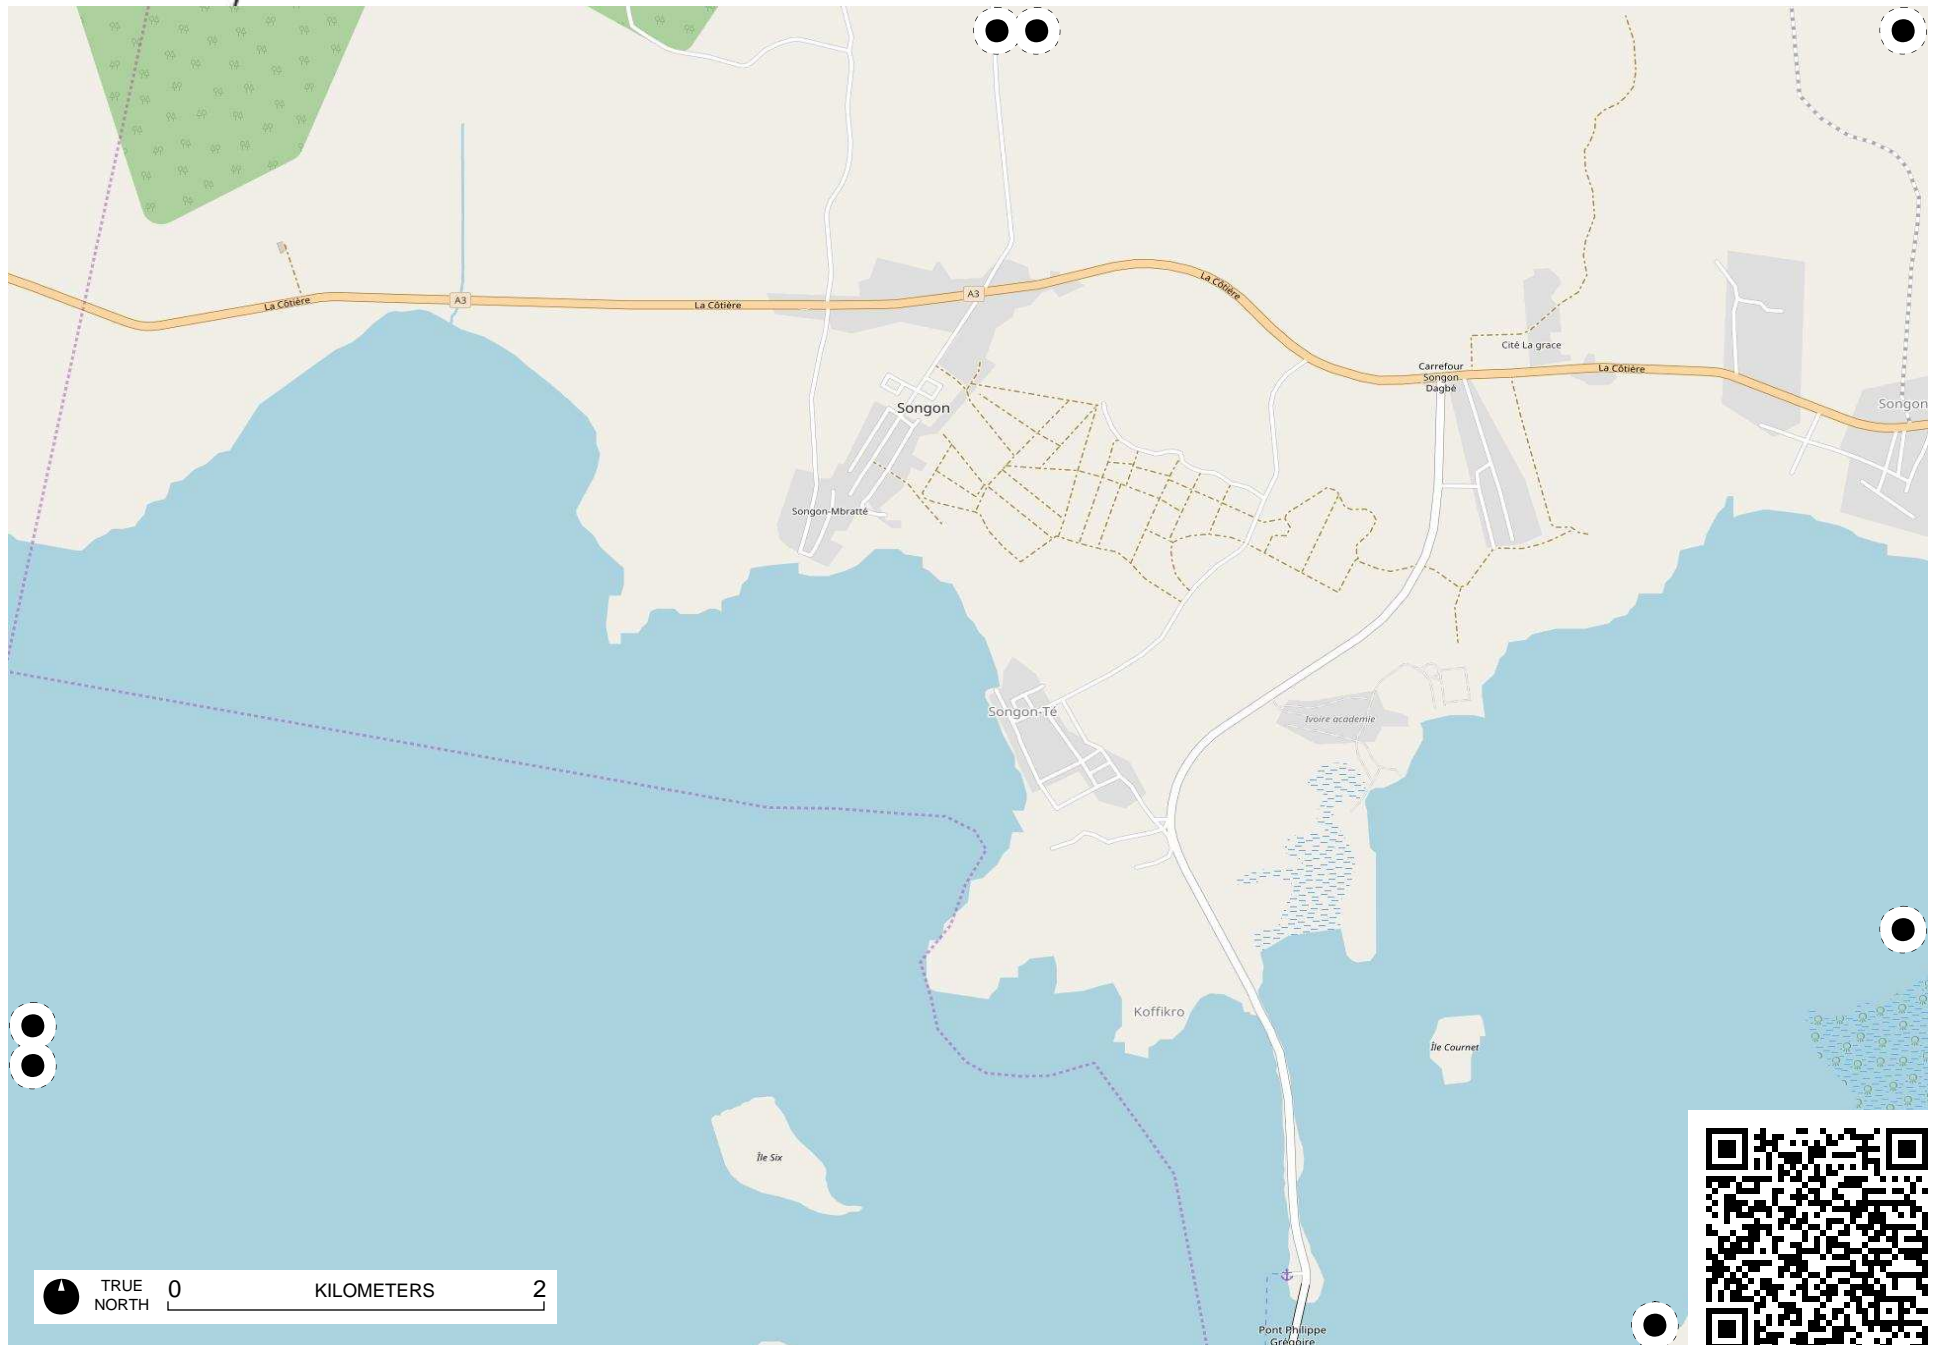 La Côtière
A3
La Côtière
A3
La Côtière
Cité La grace
Carrefour
Songon
Dagbé
La Côtière
Songon
Songon
Songon-Mbratté
Songon-Té
Ivoire academie
Koffikro
Île Cournet
Île Six
TRUE
NORTH
0 KILOMETERS 2
Pont Philippe
Grégoire